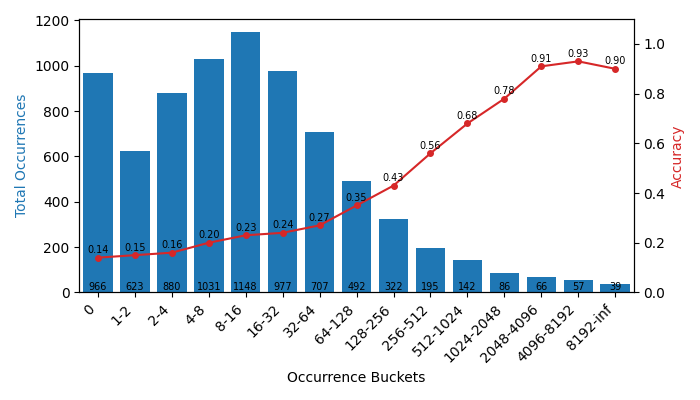 1200
1000
800
600
400
200
0
Total Occurrences
1.0
0.8
0.6
0.4
0.2
0.0
Accuracy
0.14 0.15 0.16 0.20 0.23 0.24 0.27 0.35 0.43 0.56 0.68 0.78 0.91 0.93 0.90
966 623 880 1031 1148 977 707 492 322 195 142 86 66 57 39
0 1-2 2-4 4-8 8-16 16-32 32-64 64-128 128-256 256-512 512-1024 1024-2048 2048-4096 4096-8192 8192-inf
Occurrence Buckets